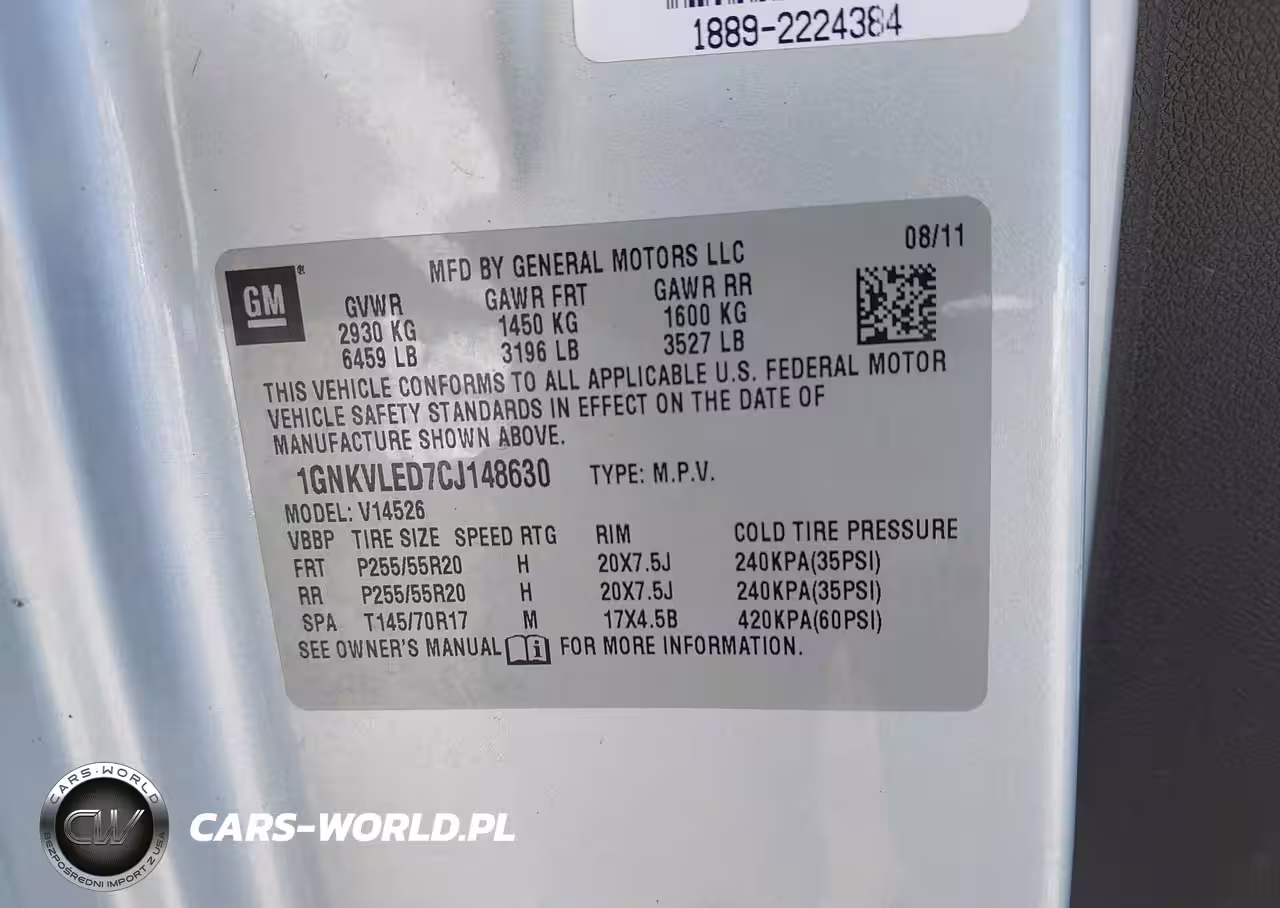 1889-2224384
08/11
MFD BY GENERAL MOTORS LLC
GM
GVWR GAWR FRT GAWR RR
2930 KG 1450 KG 1600 KG
6459 LB 3196 LB 3527 LB
THIS VEHICLE CONFORMS TO ALL APPLICABLE U.S. FEDERAL MOTOR
VEHICLE SAFETY STANDARDS IN EFFECT ON THE DATE OF
MANUFACTURE SHOWN ABOVE.
1GNKVLED7CJ148630 TYPE: M.P.V.
MODEL: V14526
VBBP TIRE SIZE SPEED RTG RIM COLD TIRE PRESSURE
FRT P255/55R20 H 20X7.5J 240KPA(35PSI)
RR P255/55R20 H 20X7.5J 240KPA(35PSI)
SPA T145/70R17 M 17X4.5B 420KPA(60PSI)
SEE OWNER'S MANUAL FOR MORE INFORMATION.
CARS-WORLD
CW
BEZPOŚREDNI IMPORT Z USA
CARS-WORLD.PL